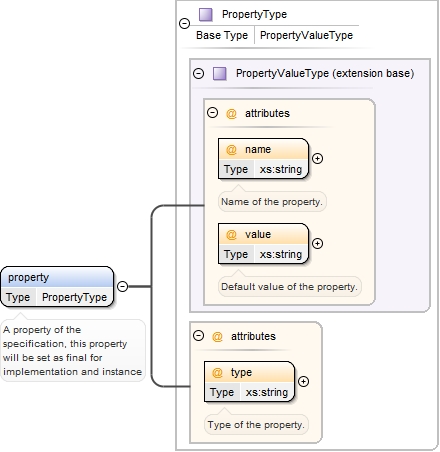 PropertyType
Base Type PropertyValueType
PropertyValueType (extension base)
@ attributes
@ name
Type xs:string
Name of the property.
@ value
Type xs:string
Default value of the property.
property
Type PropertyType
A property of the
specification, this property
will be set as final for
implementation and instance
@ attributes
@ type
Type xs:string
Type of the property.